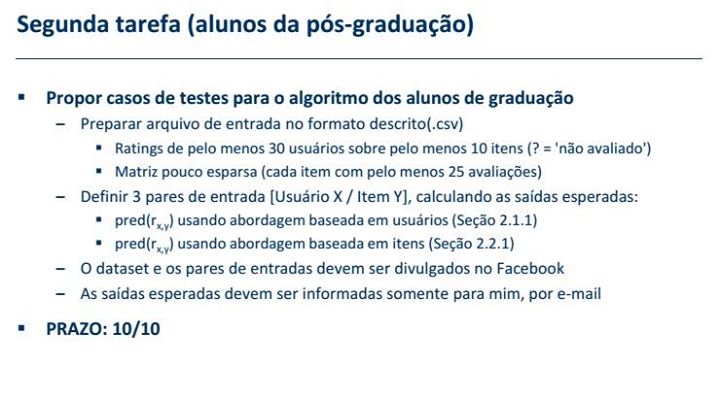 Segunda tarefa (alunos da pós-graduação)
▪ Propor casos de testes para o algoritmo dos alunos de graduação
– Preparar arquivo de entrada no formato descrito(.csv)
▪ Ratings de pelo menos 30 usuários sobre pelo menos 10 itens (? = 'não avaliado')
▪ Matriz pouco esparsa (cada item com pelo menos 25 avaliações)
– Definir 3 pares de entrada [Usuário X / Item Y], calculando as saídas esperadas:
▪ pred(rx,y) usando abordagem baseada em usuários (Seção 2.1.1)
▪ pred(rx,y) usando abordagem baseada em itens (Seção 2.2.1)
– O dataset e os pares de entradas devem ser divulgados no Facebook
– As saídas esperadas devem ser informadas somente para mim, por e-mail
▪ PRAZO: 10/10